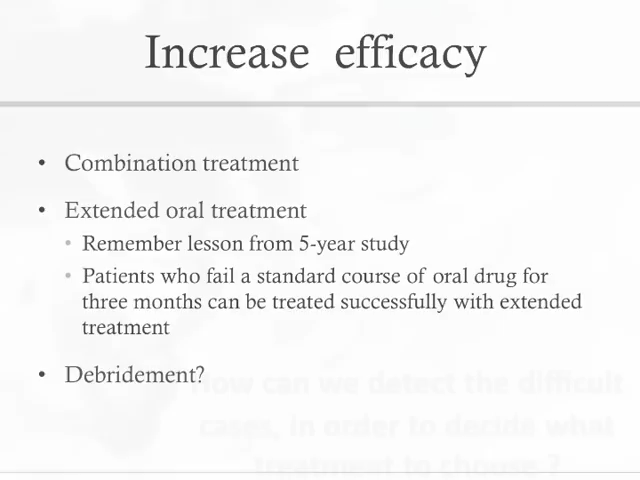 Increase efficacy
• Combination treatment
• Extended oral treatment
• Remember lesson from 5-year study
• Patients who fail a standard course of oral drug for
three months can be treated successfully with extended
treatment
• Debridement?
How can we detect the difficult
cases, in order to decide what
treatment to choose ?